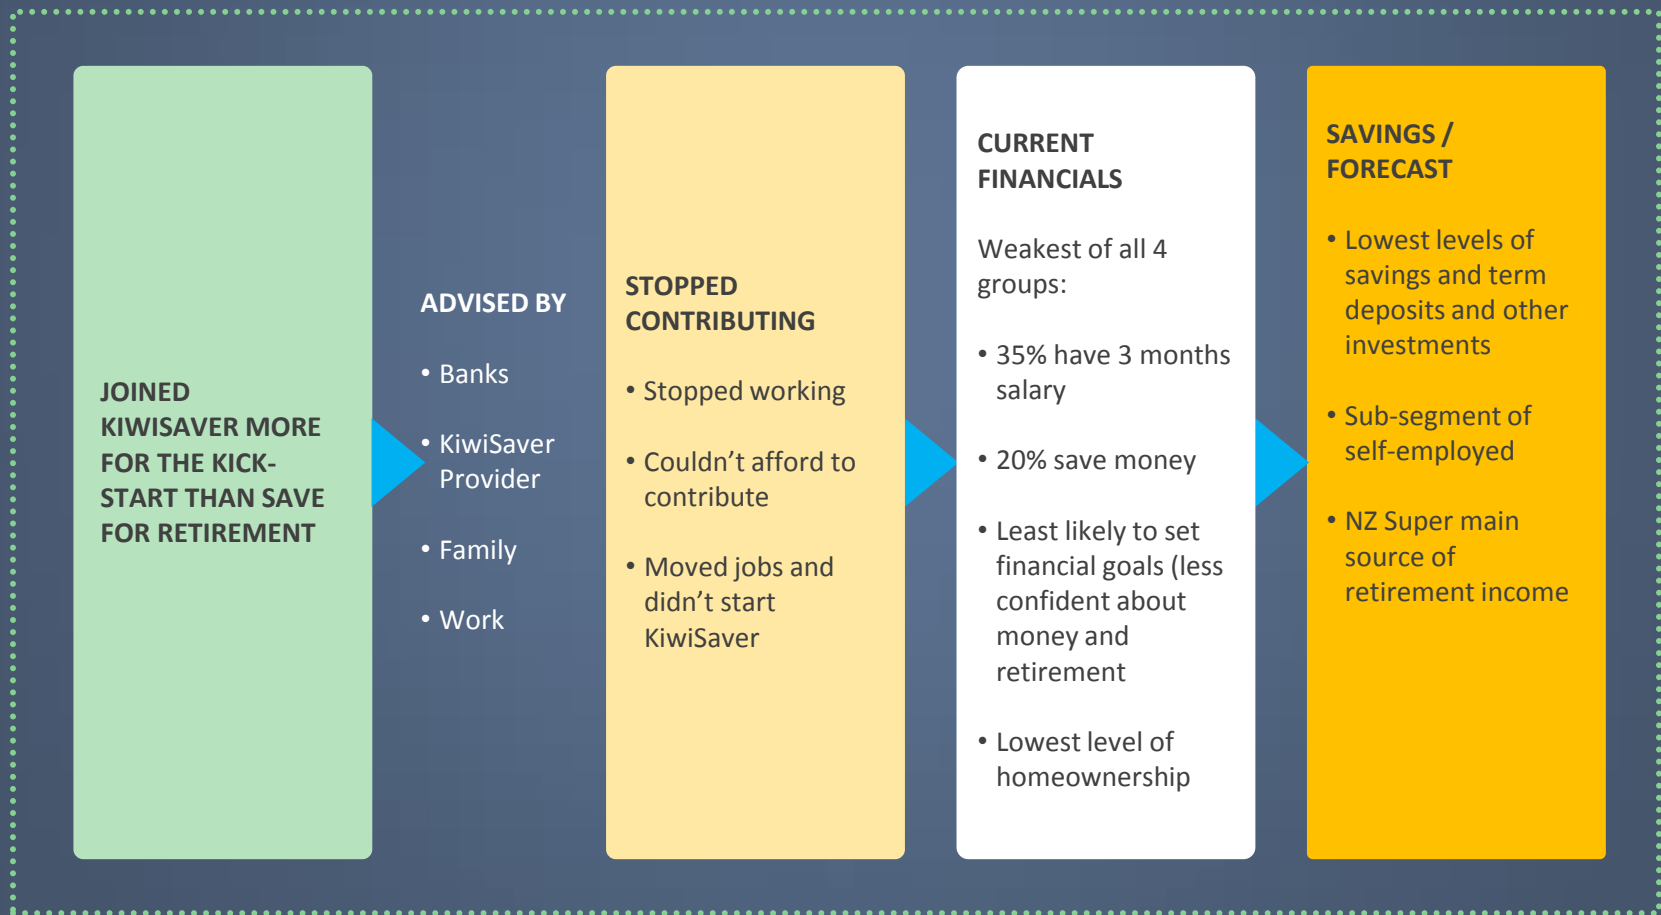 JOINED
KIWISAVER MORE
FOR THE KICK-
START THAN SAVE
FOR RETIREMENT
ADVISED BY
• Banks
• KiwiSaver
Provider
• Family
• Work
STOPPED
CONTRIBUTING
• Stopped working
• Couldn’t afford to
contribute
• Moved jobs and
didn’t start
KiwiSaver
CURRENT
FINANCIALS
Weakest of all 4
groups:
• 35% have 3 months
salary
• 20% save money
• Least likely to set
financial goals (less
confident about
money and
retirement
• Lowest level of
homeownership
SAVINGS /
FORECAST
• Lowest levels of
savings and term
deposits and other
investments
• Sub-segment of
self-employed
• NZ Super main
source of
retirement income